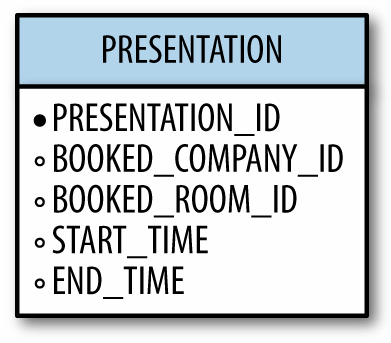 PRESENTATION
PRESENTATION_ID
BOOKED_COMPANY_ID
BOOKED_ROOM_ID
START_TIME
END_TIME